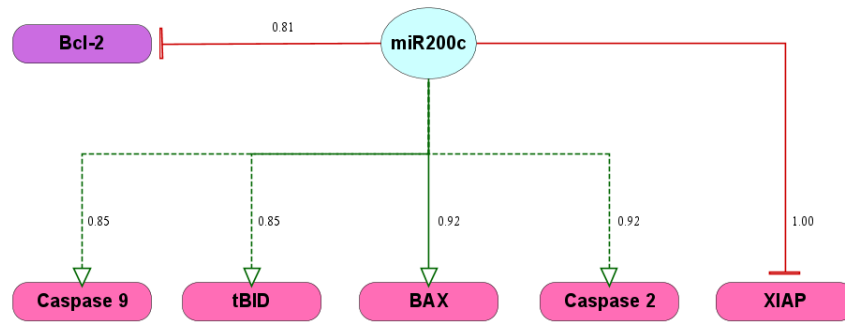 0.81
Bcl-2
miR200c
0.85
0.85
0.92
0.92
1.00
Caspase 9
tBID
BAX
Caspase 2
XIAP